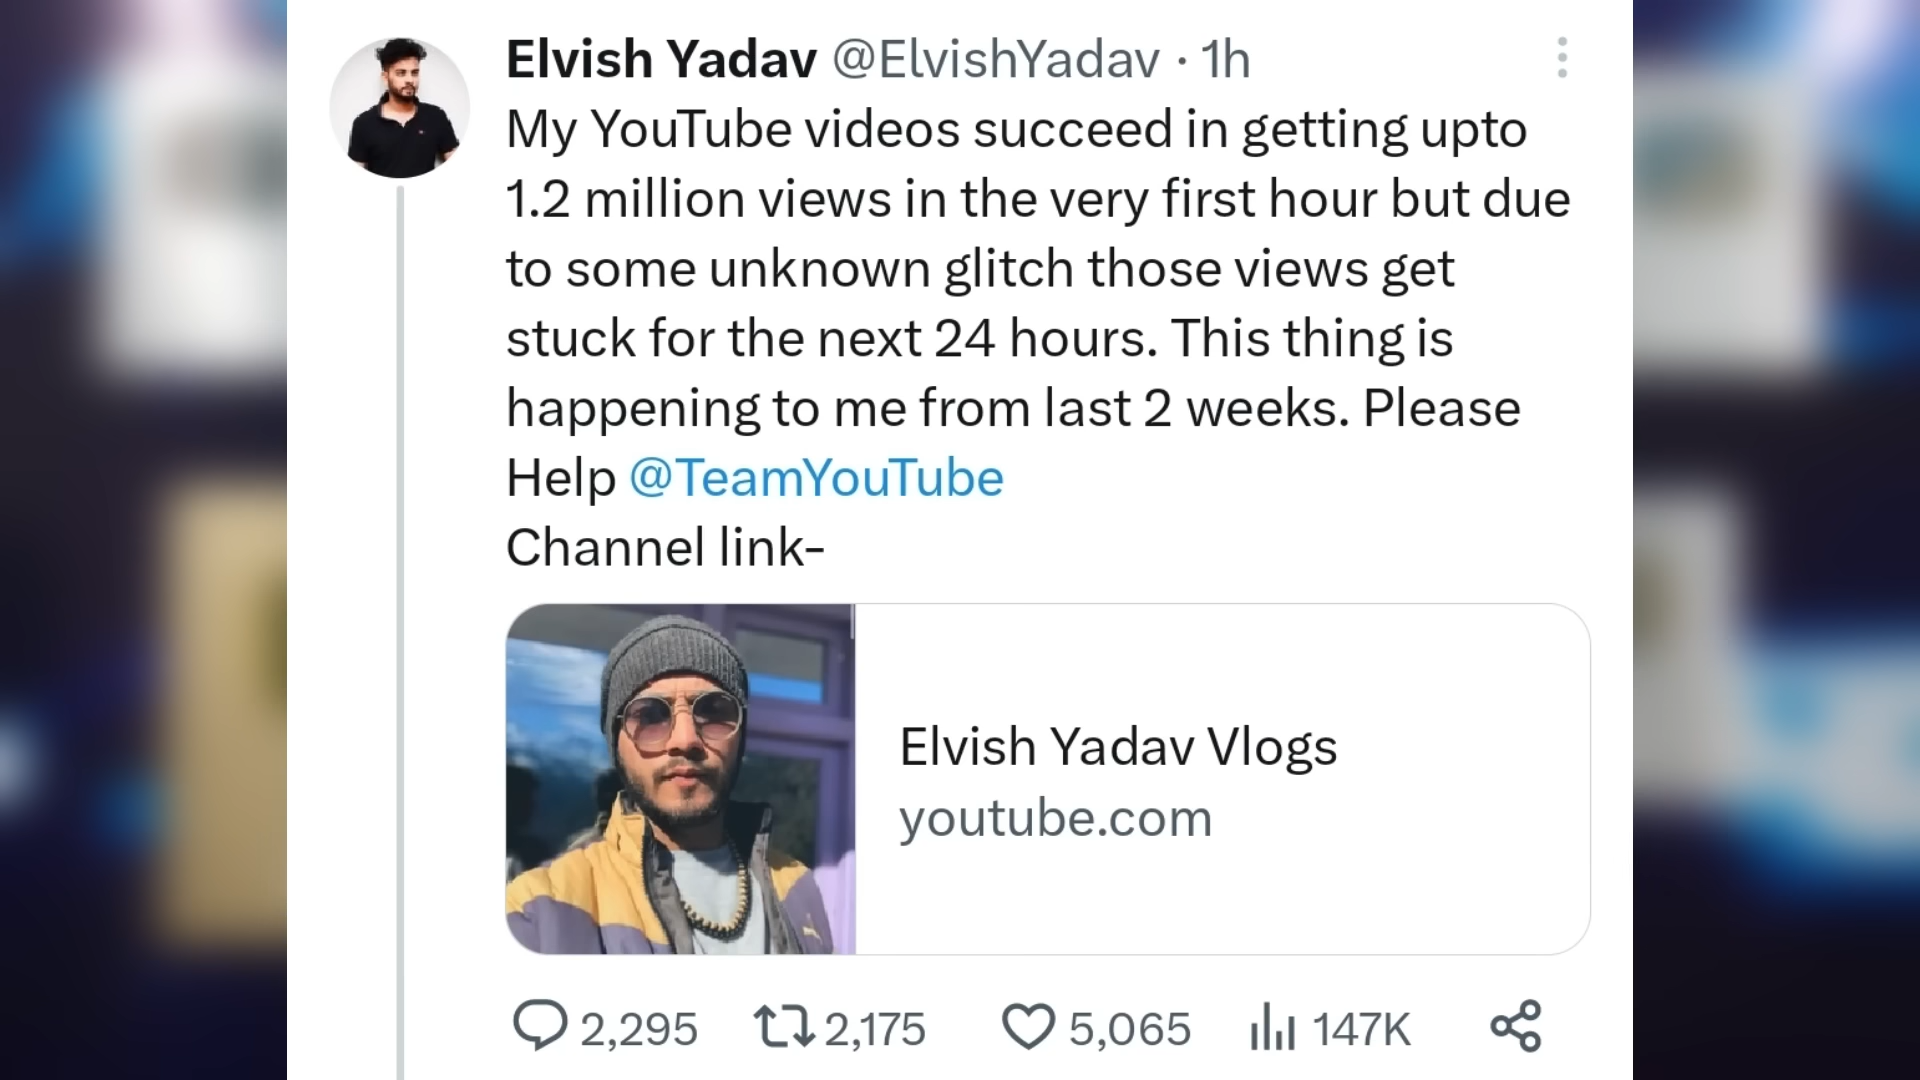 Elvish Yadav @ElvishYadav · 1h
My YouTube videos succeed in getting upto
1.2 million views in the very first hour but due
to some unknown glitch those views get
stuck for the next 24 hours. This thing is
happening to me from last 2 weeks. Please
Help @TeamYouTube
Channel link-
Elvish Yadav Vlogs
youtube.com
2,295 2,175 5,065 147K